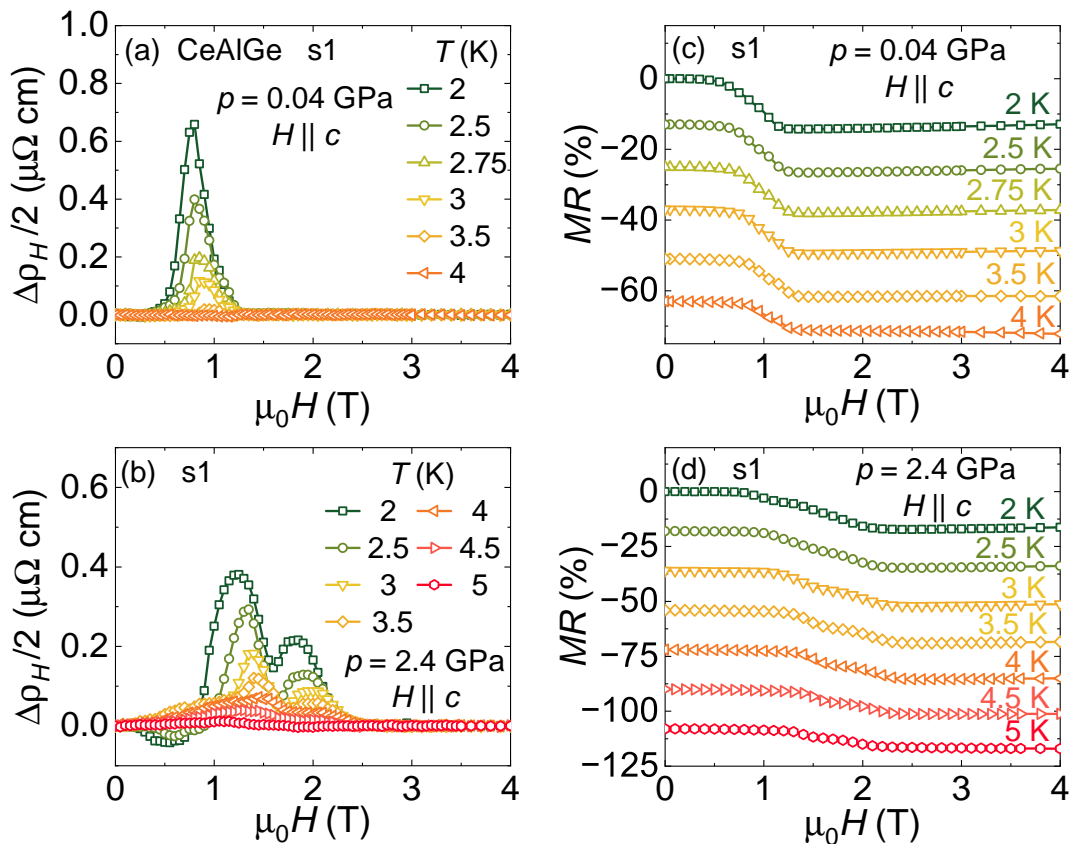 (a) CeAlGe s1
T (K)
p = 0.04 GPa
H || c
2
2.5
2.75
3
3.5
4
1.0
0.8
0.6
0.4
0.2
0.0
Δρ_H/2 (μΩ cm)
0 1 2 3 4
μ₀H (T)
(c) s1
p = 0.04 GPa
H || c
0
−20
−40
−60
MR (%)
2 K
2.5 K
2.75 K
3 K
3.5 K
4 K
0 1 2 3 4
μ₀H (T)
(b) s1
T (K)
2 4
2.5 4.5
3 5
3.5
p = 2.4 GPa
H || c
0.6
0.4
0.2
0.0
Δρ_H/2 (μΩ cm)
0 1 2 3 4
μ₀H (T)
(d) s1
p = 2.4 GPa
H || c
0
−25
−50
−75
−100
−125
MR (%)
2 K
2.5 K
3 K
3.5 K
4 K
4.5 K
5 K
0 1 2 3 4
μ₀H (T)